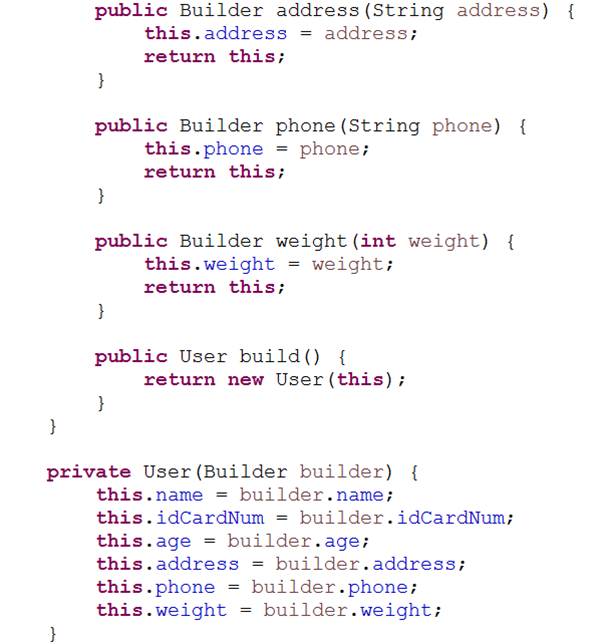 public Builder address(String address) {
this.address = address;
return this;
}
public Builder phone(String phone) {
this.phone = phone;
return this;
}
public Builder weight(int weight) {
this.weight = weight;
return this;
}
public User build() {
return new User(this);
}
}
private User(Builder builder) {
this.name = builder.name;
this.idCardNum = builder.idCardNum;
this.age = builder.age;
this.address = builder.address;
this.phone = builder.phone;
this.weight = builder.weight;
}